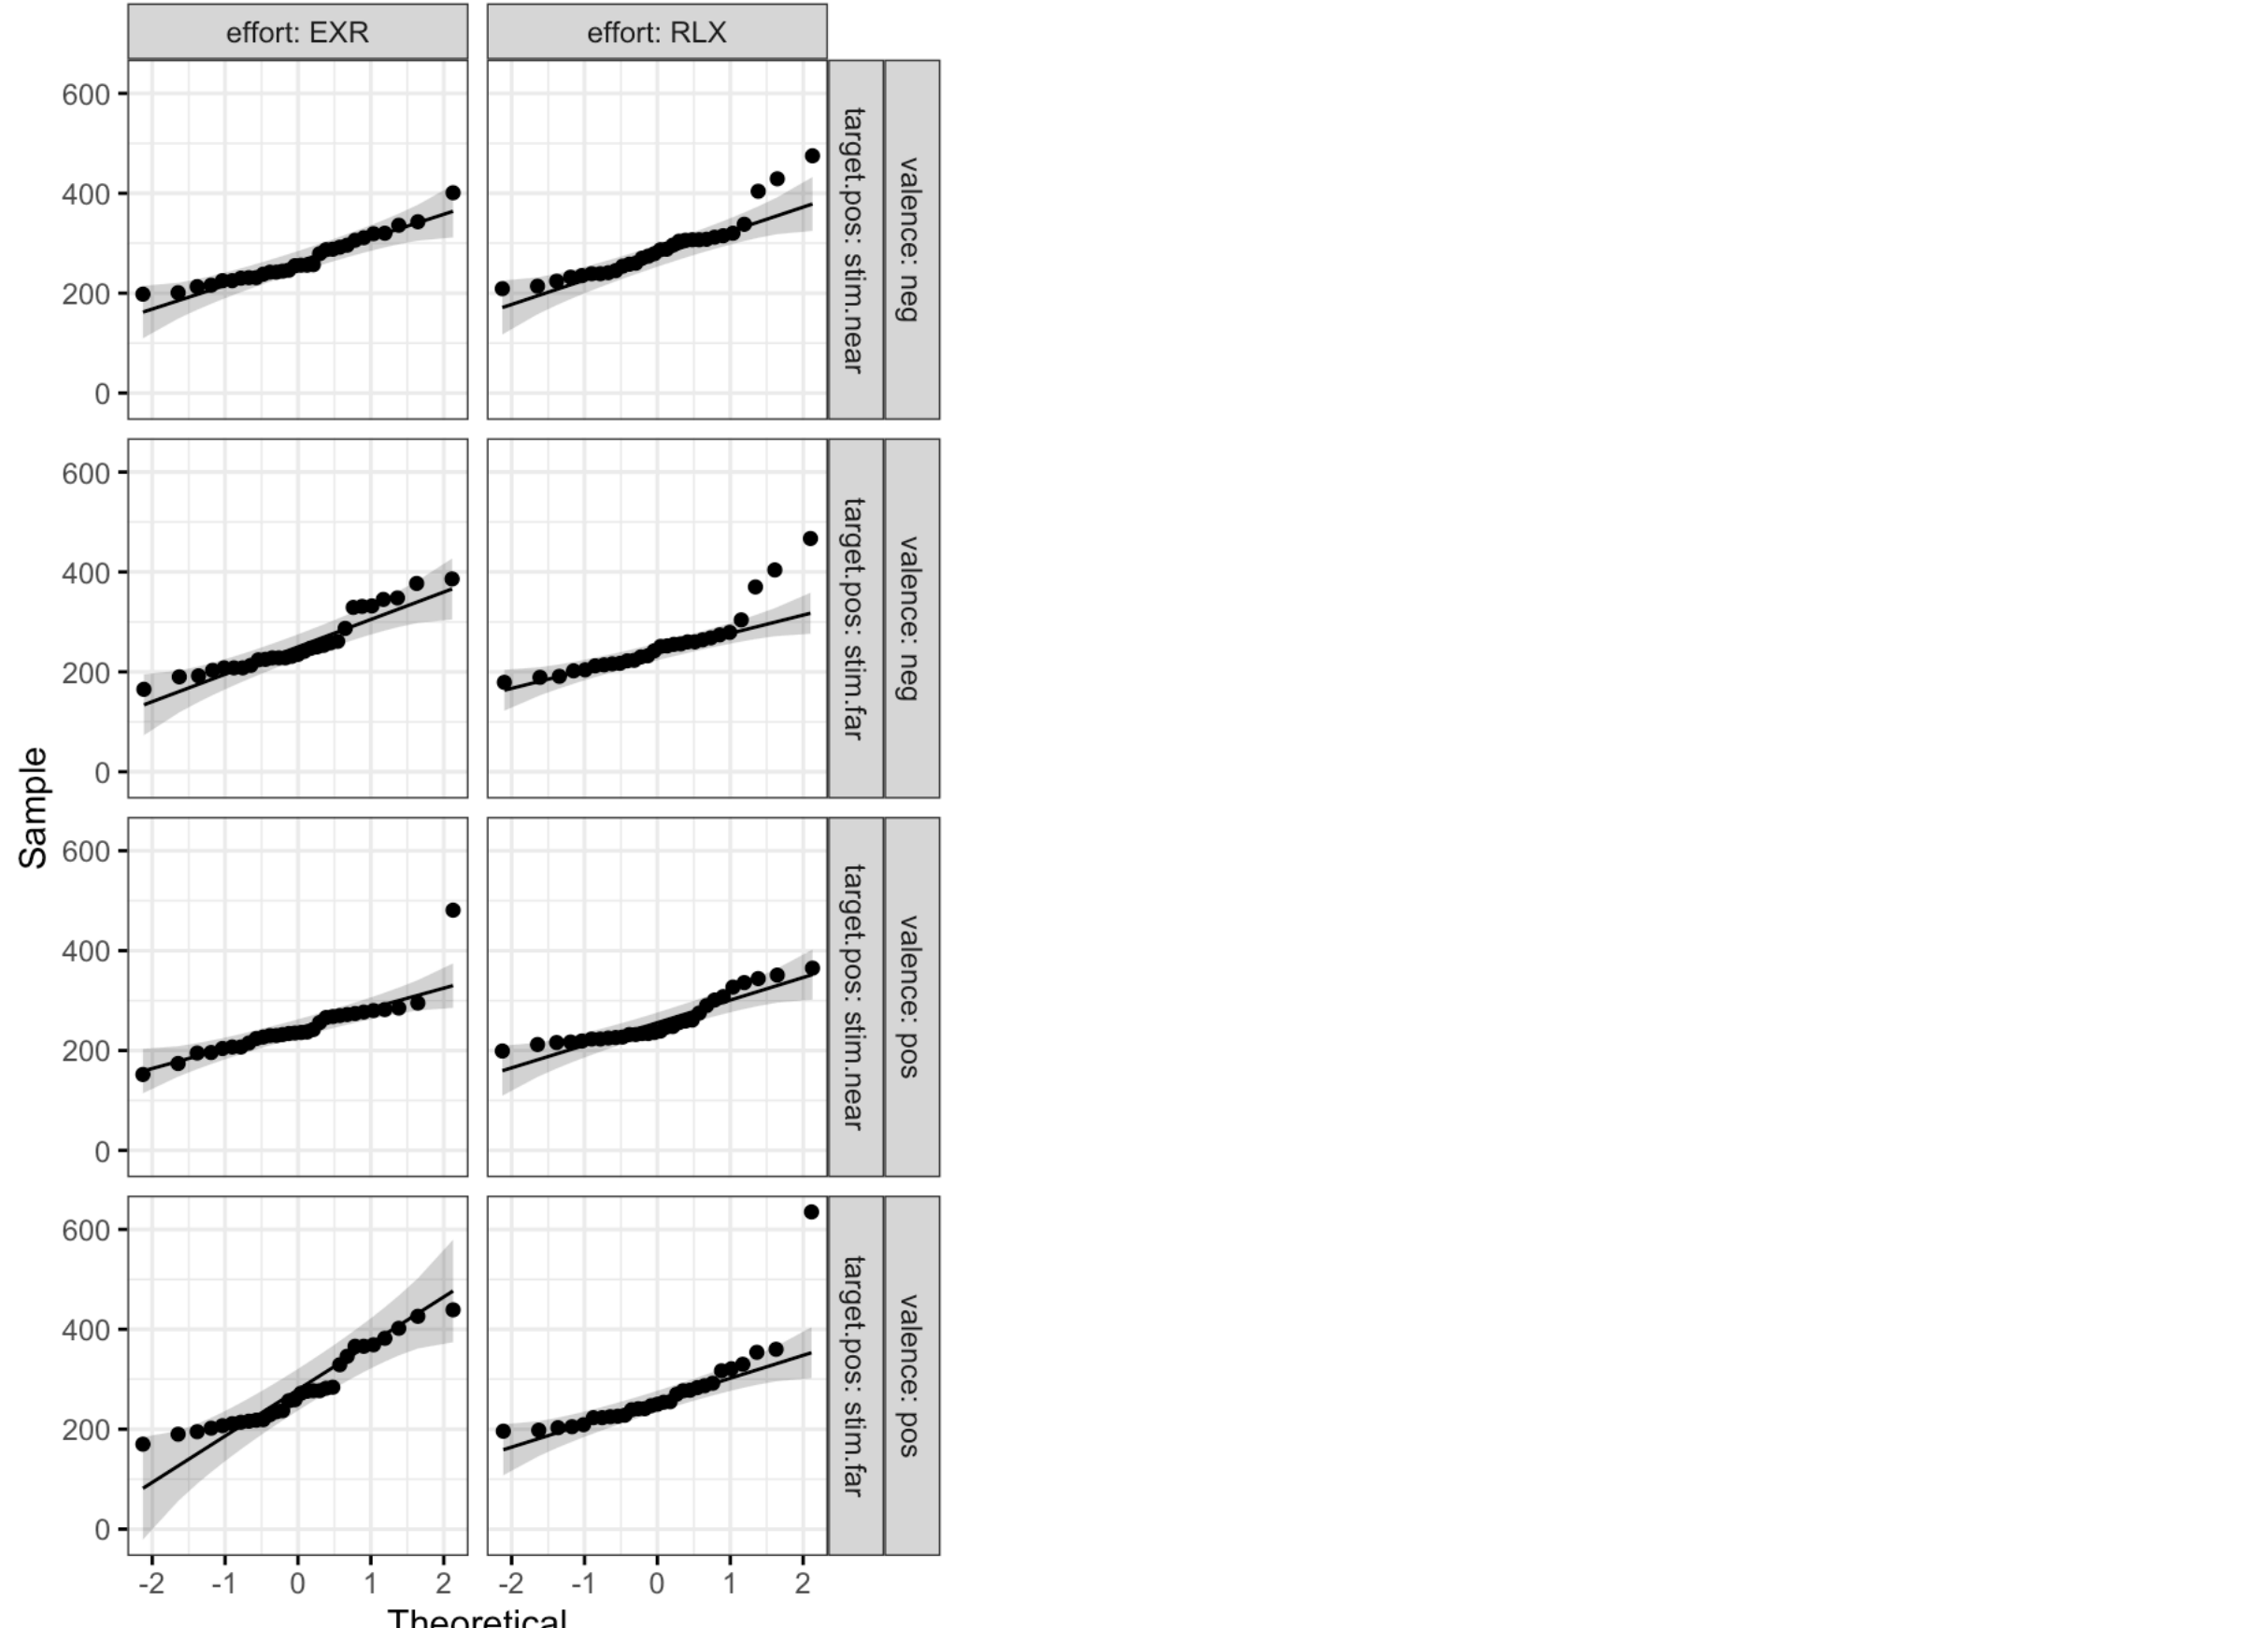 effort: EXR
effort: RLX
600
400
200
0
target.pos: stim.near
valence: neg
600
400
200
0
target.pos: stim.far
valence: neg
Sample
600
400
200
0
target.pos: stim.near
valence: pos
600
400
200
0
target.pos: stim.far
valence: pos
-2 -1 0 1 2
-2 -1 0 1 2
Theoretical